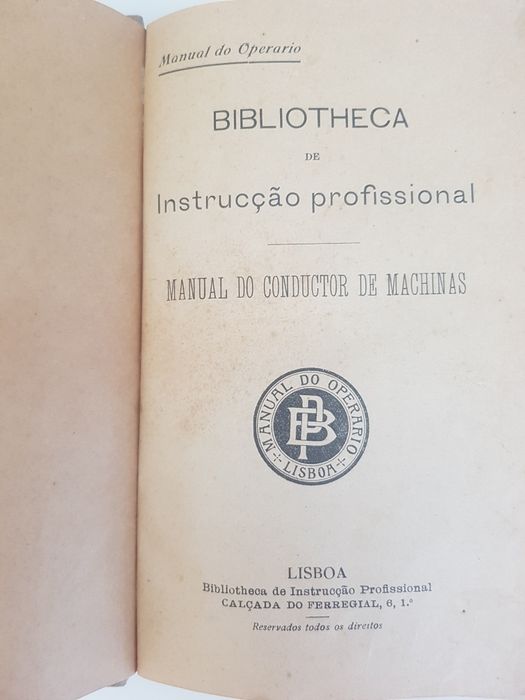 Manual do Operario
BIBLIOTHECA
DE
Instrucção profissional
MANUAL DO CONDUCTOR DE MACHINAS
MANUAL DO OPERARIO
BIP
LISBOA
LISBOA
Bibliotheca de Instrucção Profissional
CALÇADA DO FERREGIAL, 6, 1.º
Reservados todos os direitos